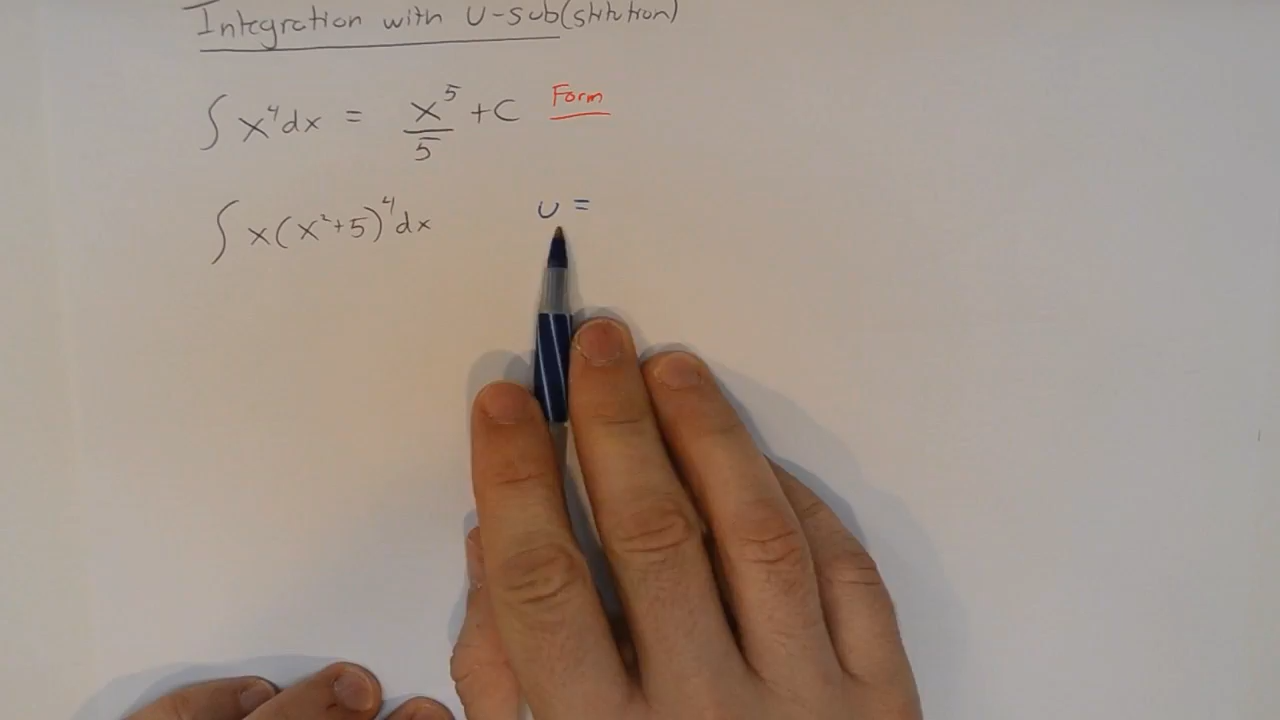 Integration with U-sub(stitution)
∫ x⁴dx = x⁵/5 + C Form
∫ x(x²+5)⁴dx U =